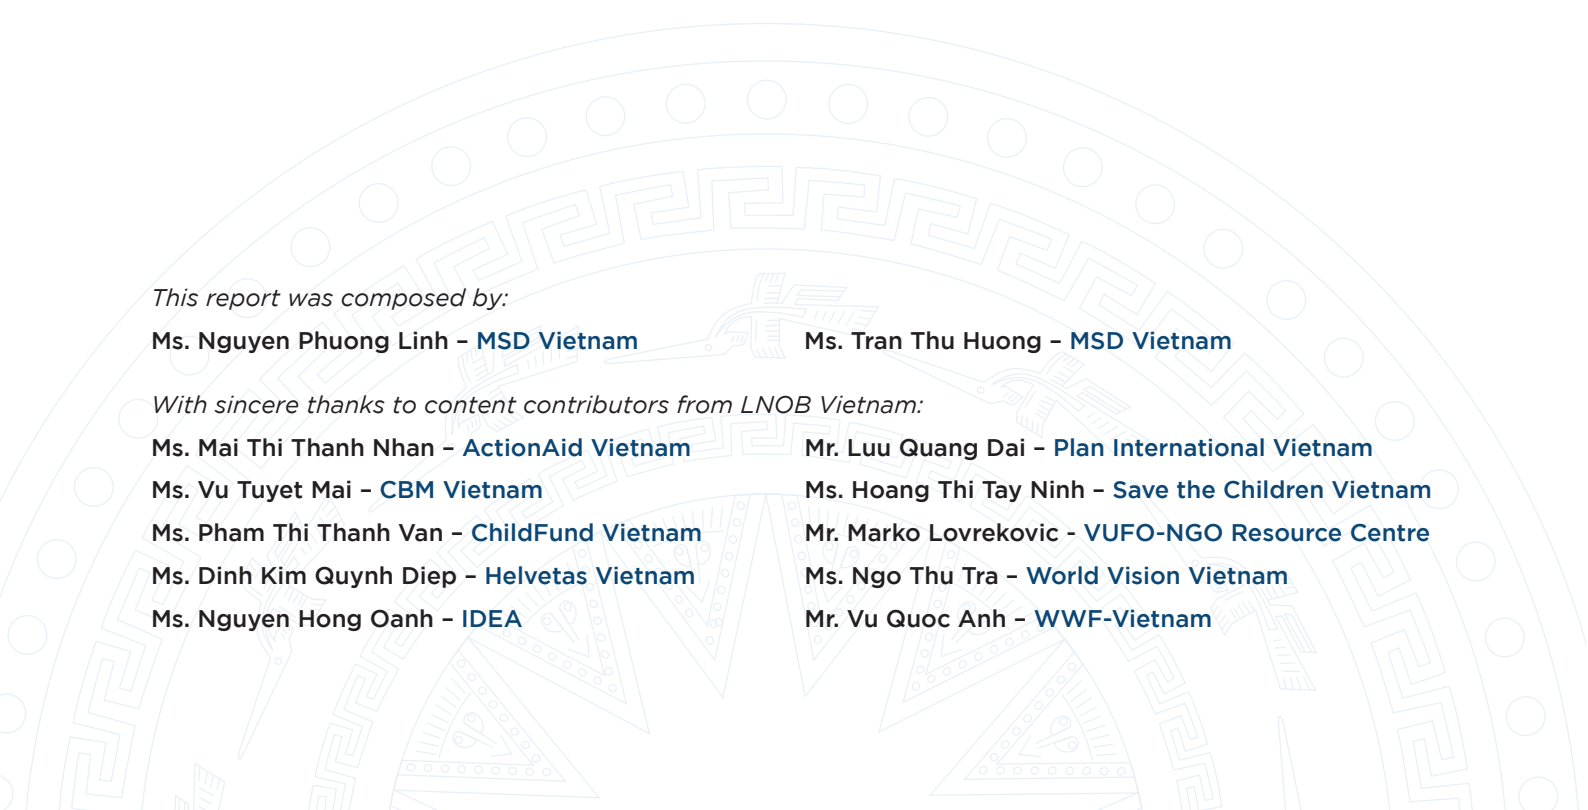 This report was composed by:
Ms. Nguyen Phuong Linh – MSD Vietnam
Ms. Tran Thu Huong – MSD Vietnam
With sincere thanks to content contributors from LNOB Vietnam:
Ms. Mai Thi Thanh Nhan – ActionAid Vietnam
Ms. Vu Tuyet Mai – CBM Vietnam
Ms. Pham Thi Thanh Van – ChildFund Vietnam
Ms. Dinh Kim Quynh Diep – Helvetas Vietnam
Ms. Nguyen Hong Oanh – IDEA
Mr. Luu Quang Dai – Plan International Vietnam
Ms. Hoang Thi Tay Ninh – Save the Children Vietnam
Mr. Marko Lovrekovic - VUFO-NGO Resource Centre
Ms. Ngo Thu Tra – World Vision Vietnam
Mr. Vu Quoc Anh – WWF-Vietnam